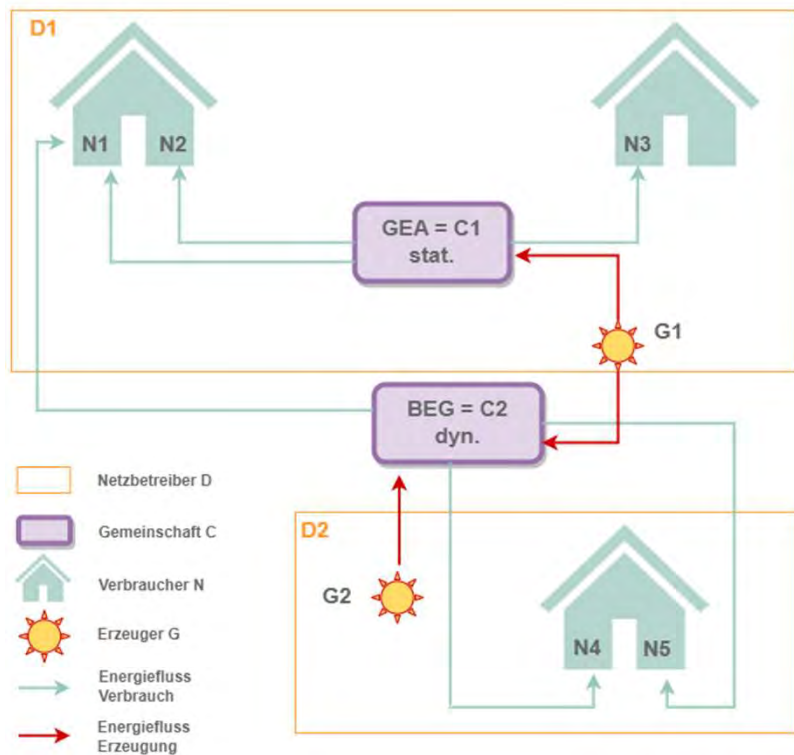 D1
N1
N2
N3
GEA = C1
stat.
G1
BEG = C2
dyn.
Netzbetreiber D
Gemeinschaft C
D2
Verbraucher N
G2
N4
N5
Erzeuger G
Energiefluss
Verbrauch
Energiefluss
Erzeugung